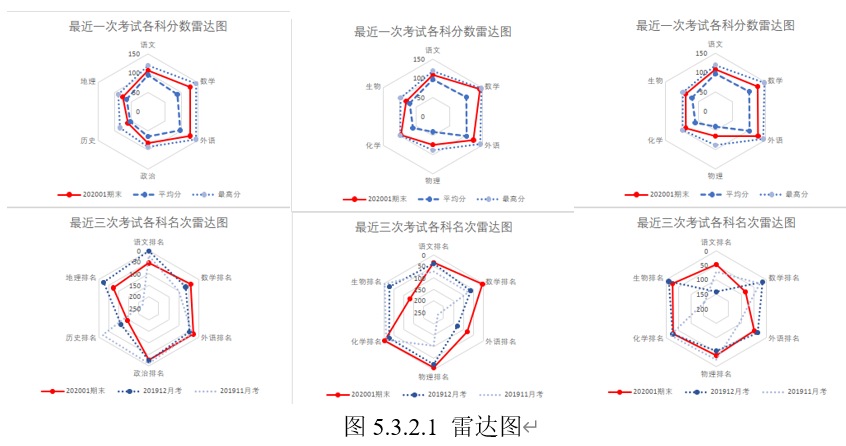 最近一次考试各科分数雷达图
语文
150
100
50
0
数学
外语
政治
历史
地理
202001期末 平均分 最高分
最近一次考试各科分数雷达图
语文
150
100
50
0
数学
外语
物理
化学
生物
202001期末 平均分 最高分
最近一次考试各科分数雷达图
语文
150
100
50
0
数学
外语
物理
化学
生物
202001期末 平均分 最高分
最近三次考试各科名次雷达图
语文排名
0
50
100
150
200
250
数学排名
外语排名
政治排名
历史排名
地理排名
202001期末 201912月考 201911月考
最近三次考试各科名次雷达图
语文排名
0
50
100
150
200
250
数学排名
外语排名
物理排名
化学排名
生物排名
202001期末 201912月考 201911月考
最近三次考试各科名次雷达图
语文排名
0
50
100
150
200
数学排名
外语排名
物理排名
化学排名
生物排名
202001期末 201912月考 201911月考
图 5.3.2.1 雷达图↵